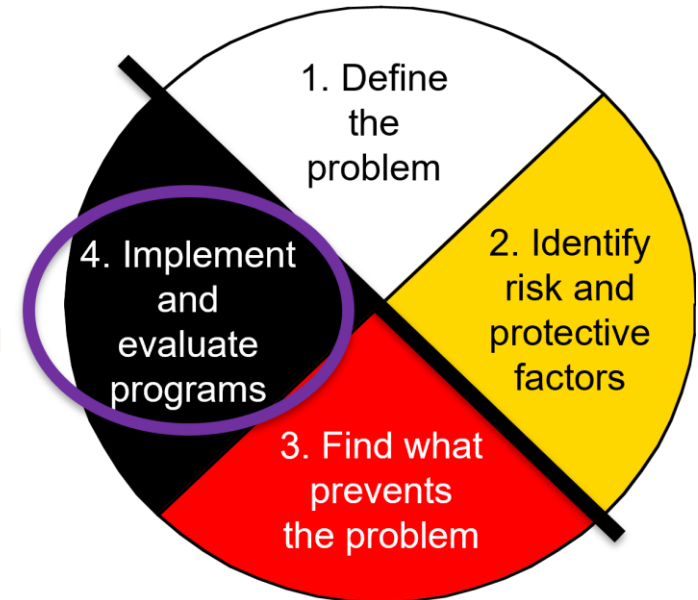 1. Define
the
problem
2. Identify
risk and
protective
factors
3. Find what
prevents
the problem
4. Implement
and
evaluate
programs